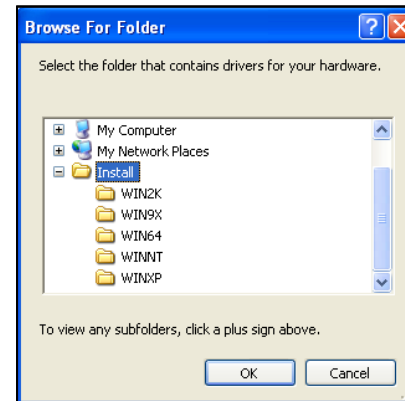 Browse For Folder
Select the folder that contains drivers for your hardware.
My Computer
My Network Places
Install
WIN2K
WIN9X
WIN64
WINNT
WINXP
To view any subfolders, click a plus sign above.
OK Cancel